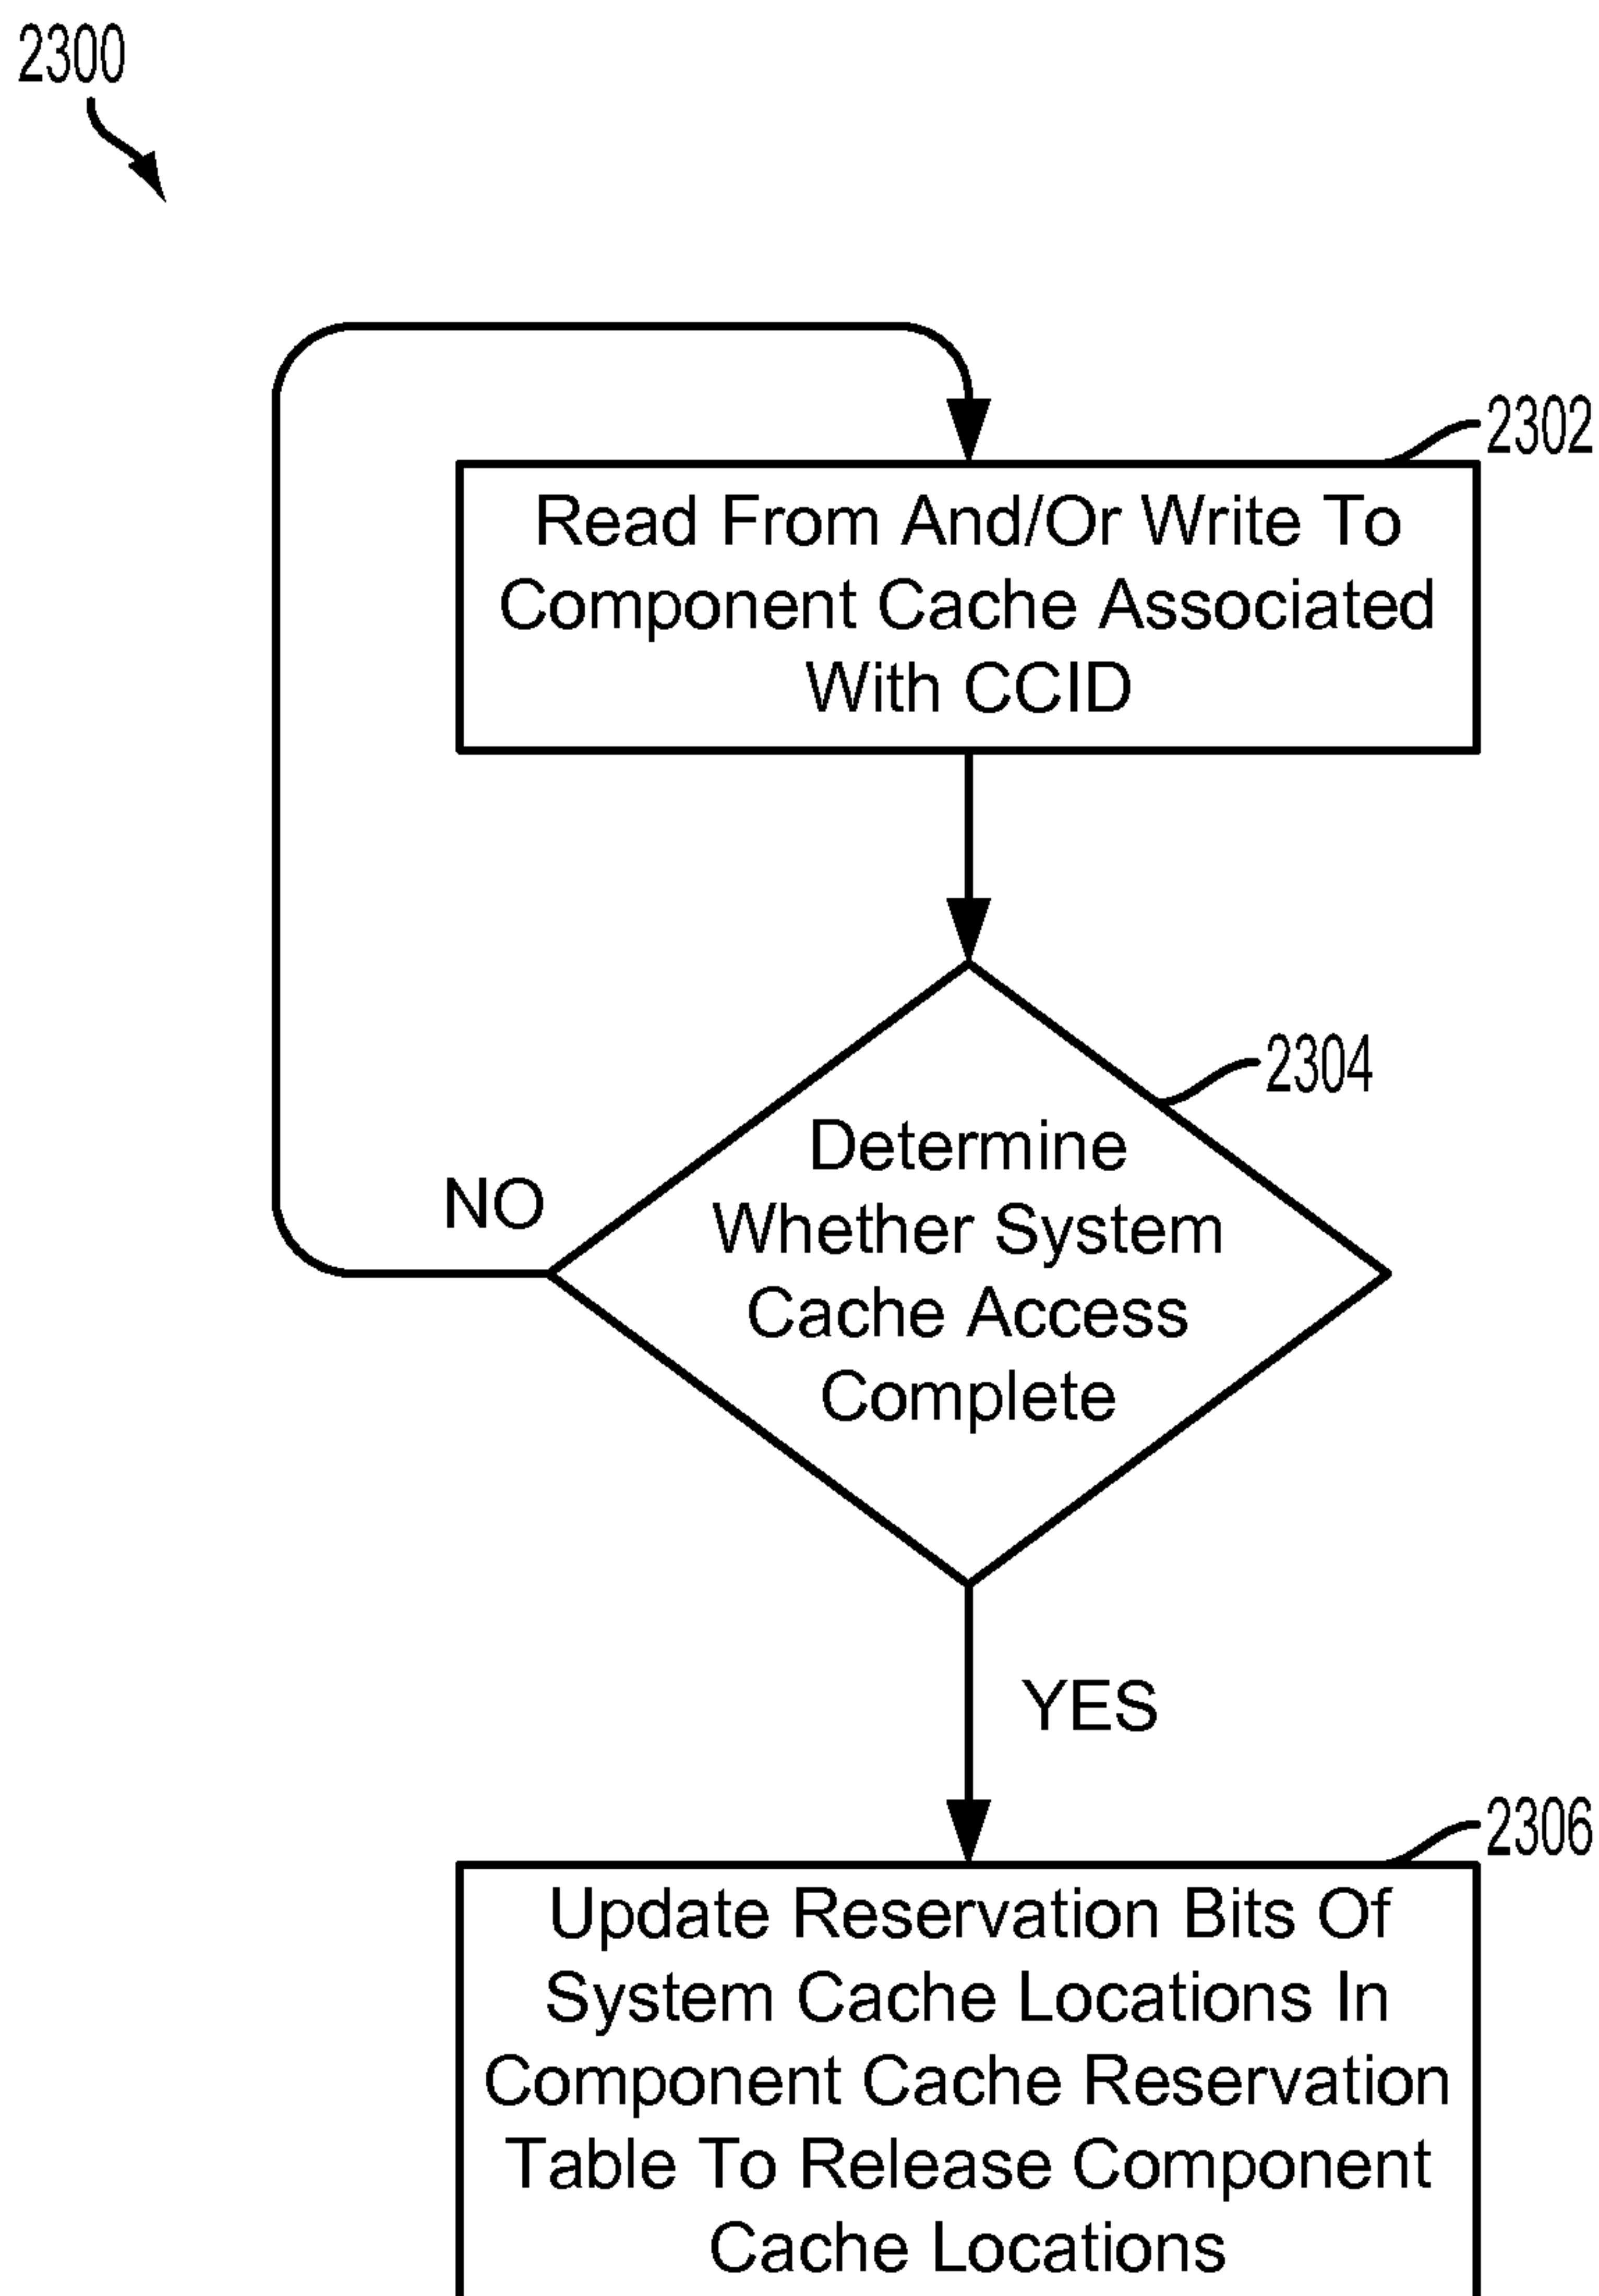 2300
2302
Read From And/Or Write To
Component Cache Associated
With CCID
2304
Determine
Whether System
Cache Access
Complete
NO
YES
2306
Update Reservation Bits Of
System Cache Locations In
Component Cache Reservation
Table To Release Component
Cache Locations